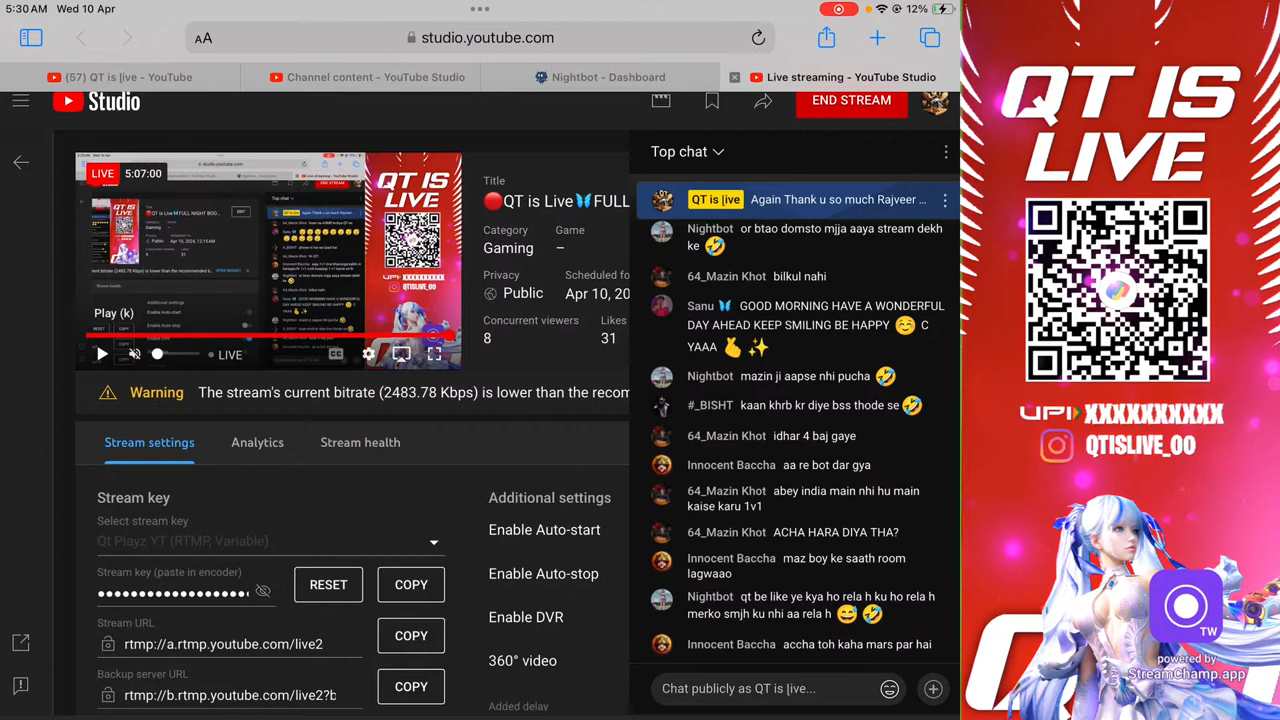 5:30 AM Wed 10 Apr
12%
AA studio.youtube.com
(57) QT is |ive - YouTube
Channel content - YouTube Studio
Nightbot - Dashboard
Live streaming - YouTube Studio
Studio
END STREAM
LIVE 5:07:00
Play (k)
LIVE
Title
🔴QT is Live🦋FULL
Category Game
Gaming –
Privacy Scheduled for
Public Apr 10, 20
Concurrent viewers Likes
8 31
Warning The stream's current bitrate (2483.78 Kbps) is lower than the recom
Stream settings Analytics Stream health
Stream key
Select stream key
Qt Playz YT (RTMP, Variable)
Stream key (paste in encoder)
RESET COPY
Stream URL
rtmp://a.rtmp.youtube.com/live2
COPY
Backup server URL
rtmp://b.rtmp.youtube.com/live2?b
COPY
Additional settings
Enable Auto-start
Enable Auto-stop
Enable DVR
360° video
Added delay
Top chat
QT is |ive Again Thank u so much Rajveer ...
Nightbot or btao domsto mjja aaya stream dekh
ke 🤣
64_Mazin Khot bilkul nahi
Sanu 🦋 GOOD MORNING HAVE A WONDERFUL
DAY AHEAD KEEP SMILING BE HAPPY ☺️ C
YAAA 🫰 ✨
Nightbot mazin ji aapse nhi pucha 🤣
#_BISHT kaan khrb kr diye bss thode se 🤣
64_Mazin Khot idhar 4 baj gaye
Innocent Baccha aa re bot dar gya
64_Mazin Khot abey india main nhi hu main
kaise karu 1v1
64_Mazin Khot ACHA HARA DIYA THA?
Innocent Baccha maz boy ke saath room
lagwaao
Nightbot qt be like ye kya ho rela h ku ho rela h
merko smjh ku nhi aa rela h 😅 🤣
Innocent Baccha accha toh kaha mars par hai
Chat publicly as QT is |ive...
QT IS
LIVE
UPI XXXXXXXXXX
QTISLIVE_00
TW
powered by
StreamChamp.app